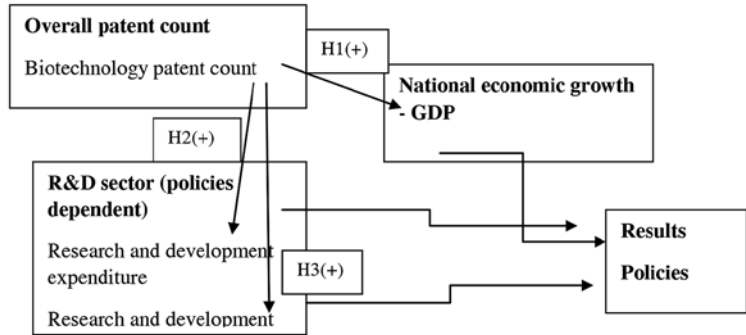 Overall patent count
Biotechnology patent count
H1(+)
National economic growth
- GDP
H2(+)
R&D sector (policies
dependent)
Research and development
expenditure
H3(+)
Research and development
Results
Policies